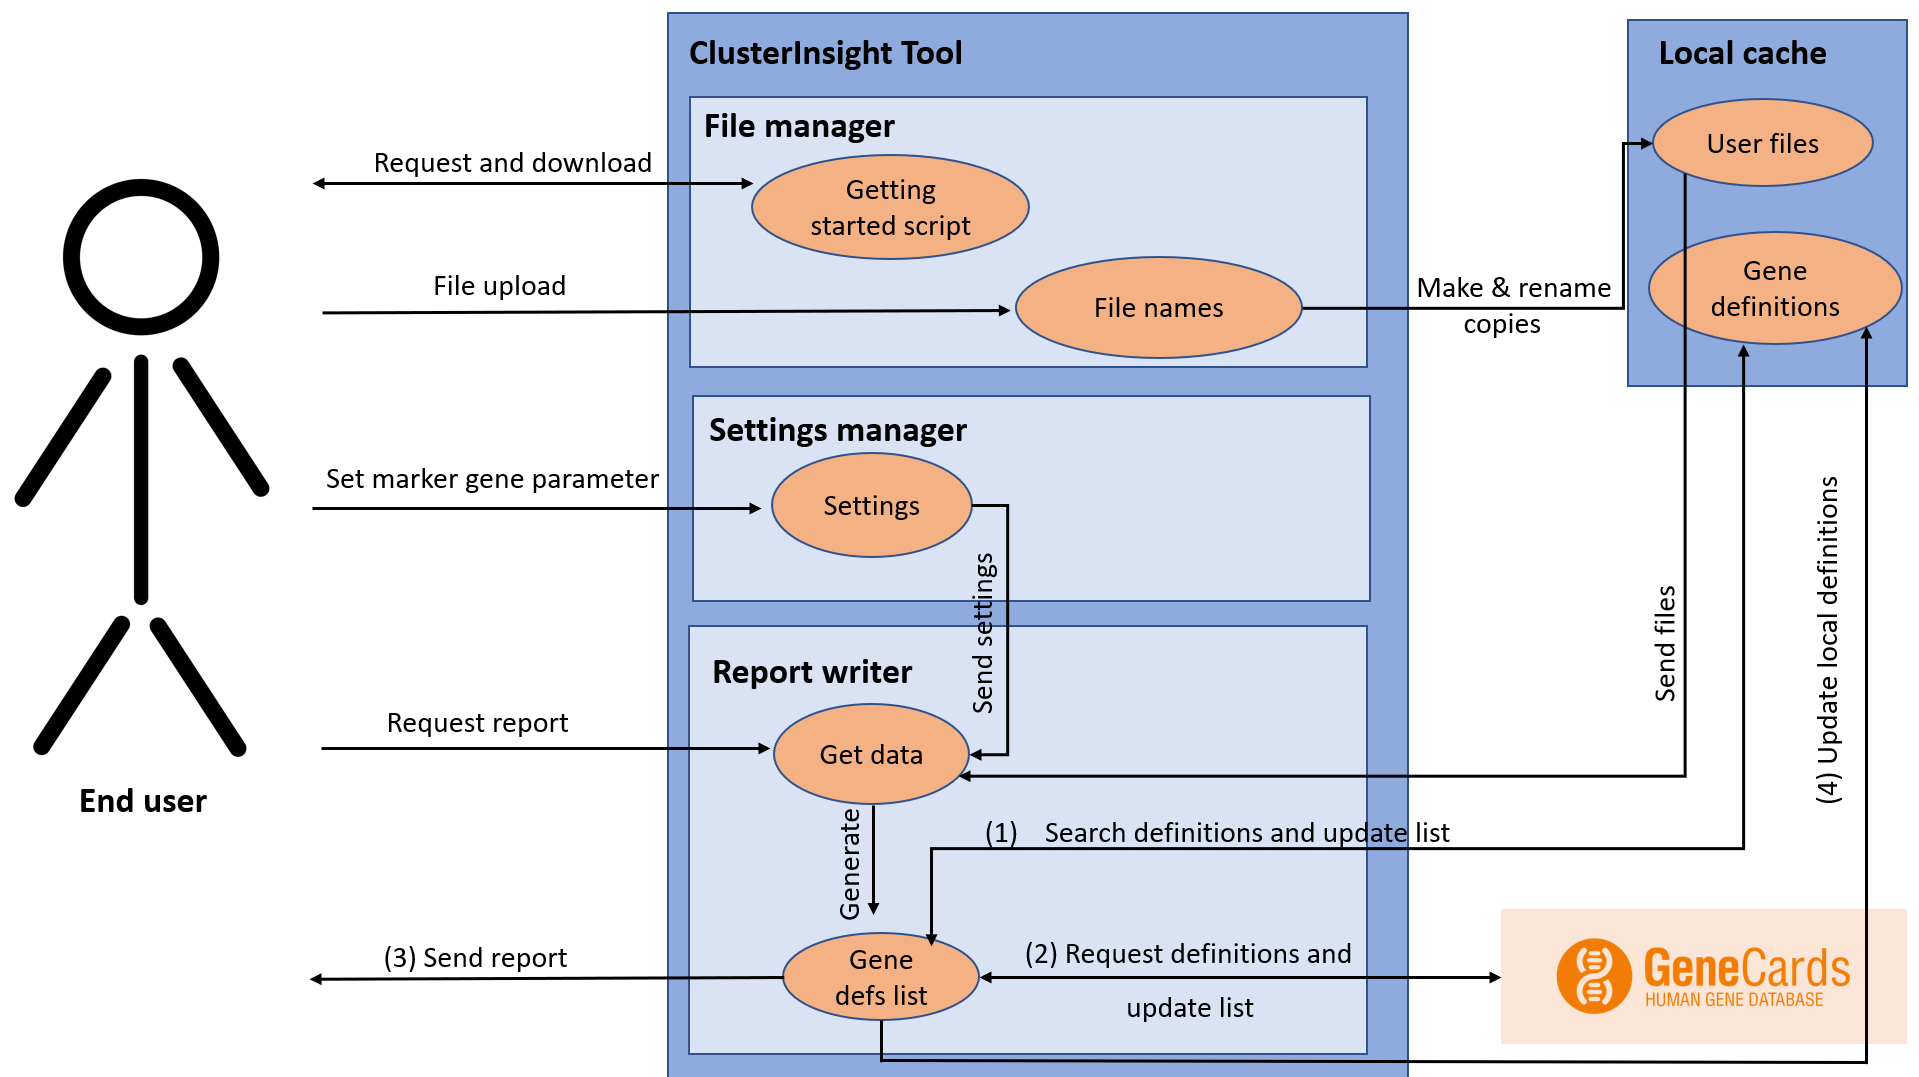 ClusterInsight Tool
Local cache
File manager
User files
Request and download
Getting
started script
File upload
File names
Make & rename
copies
Gene
definitions
Settings manager
Set marker gene parameter
Settings
Send settings
Send files
(4) Update local definitions
Report writer
Request report
Get data
End user
Generate
(1) Search definitions and update list
(3) Send report
Gene
defs list
(2) Request definitions and
update list
GeneCards
HUMAN GENE DATABASE